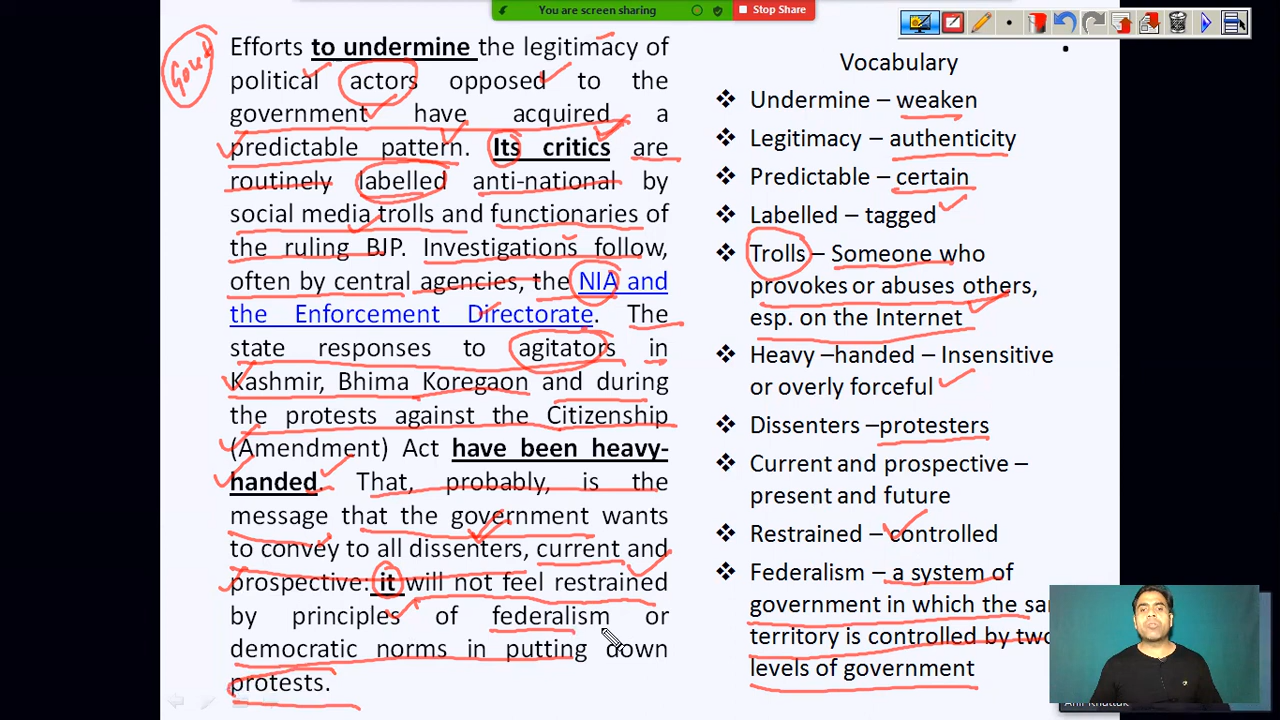 You are screen sharing
Stop Share
Govt
Efforts to undermine the legitimacy of
political actors opposed to the
government have acquired a
predictable pattern. Its critics are
routinely labelled anti-national by
social media trolls and functionaries of
the ruling BJP. Investigations follow,
often by central agencies, the NIA and
the Enforcement Directorate. The
state responses to agitators in
Kashmir, Bhima Koregaon and during
the protests against the Citizenship
(Amendment) Act have been heavy-
handed. That, probably, is the
message that the government wants
to convey to all dissenters, current and
prospective: it will not feel restrained
by principles of federalism or
democratic norms in putting down
protests.
Vocabulary
❖ Undermine – weaken
❖ Legitimacy – authenticity
❖ Predictable – certain
❖ Labelled – tagged
❖ Trolls – Someone who
provokes or abuses others,
esp. on the Internet
❖ Heavy –handed – Insensitive
or overly forceful
❖ Dissenters –protesters
❖ Current and prospective –
present and future
❖ Restrained – controlled
❖ Federalism – a system of
government in which the sa
territory is controlled by two
levels of government